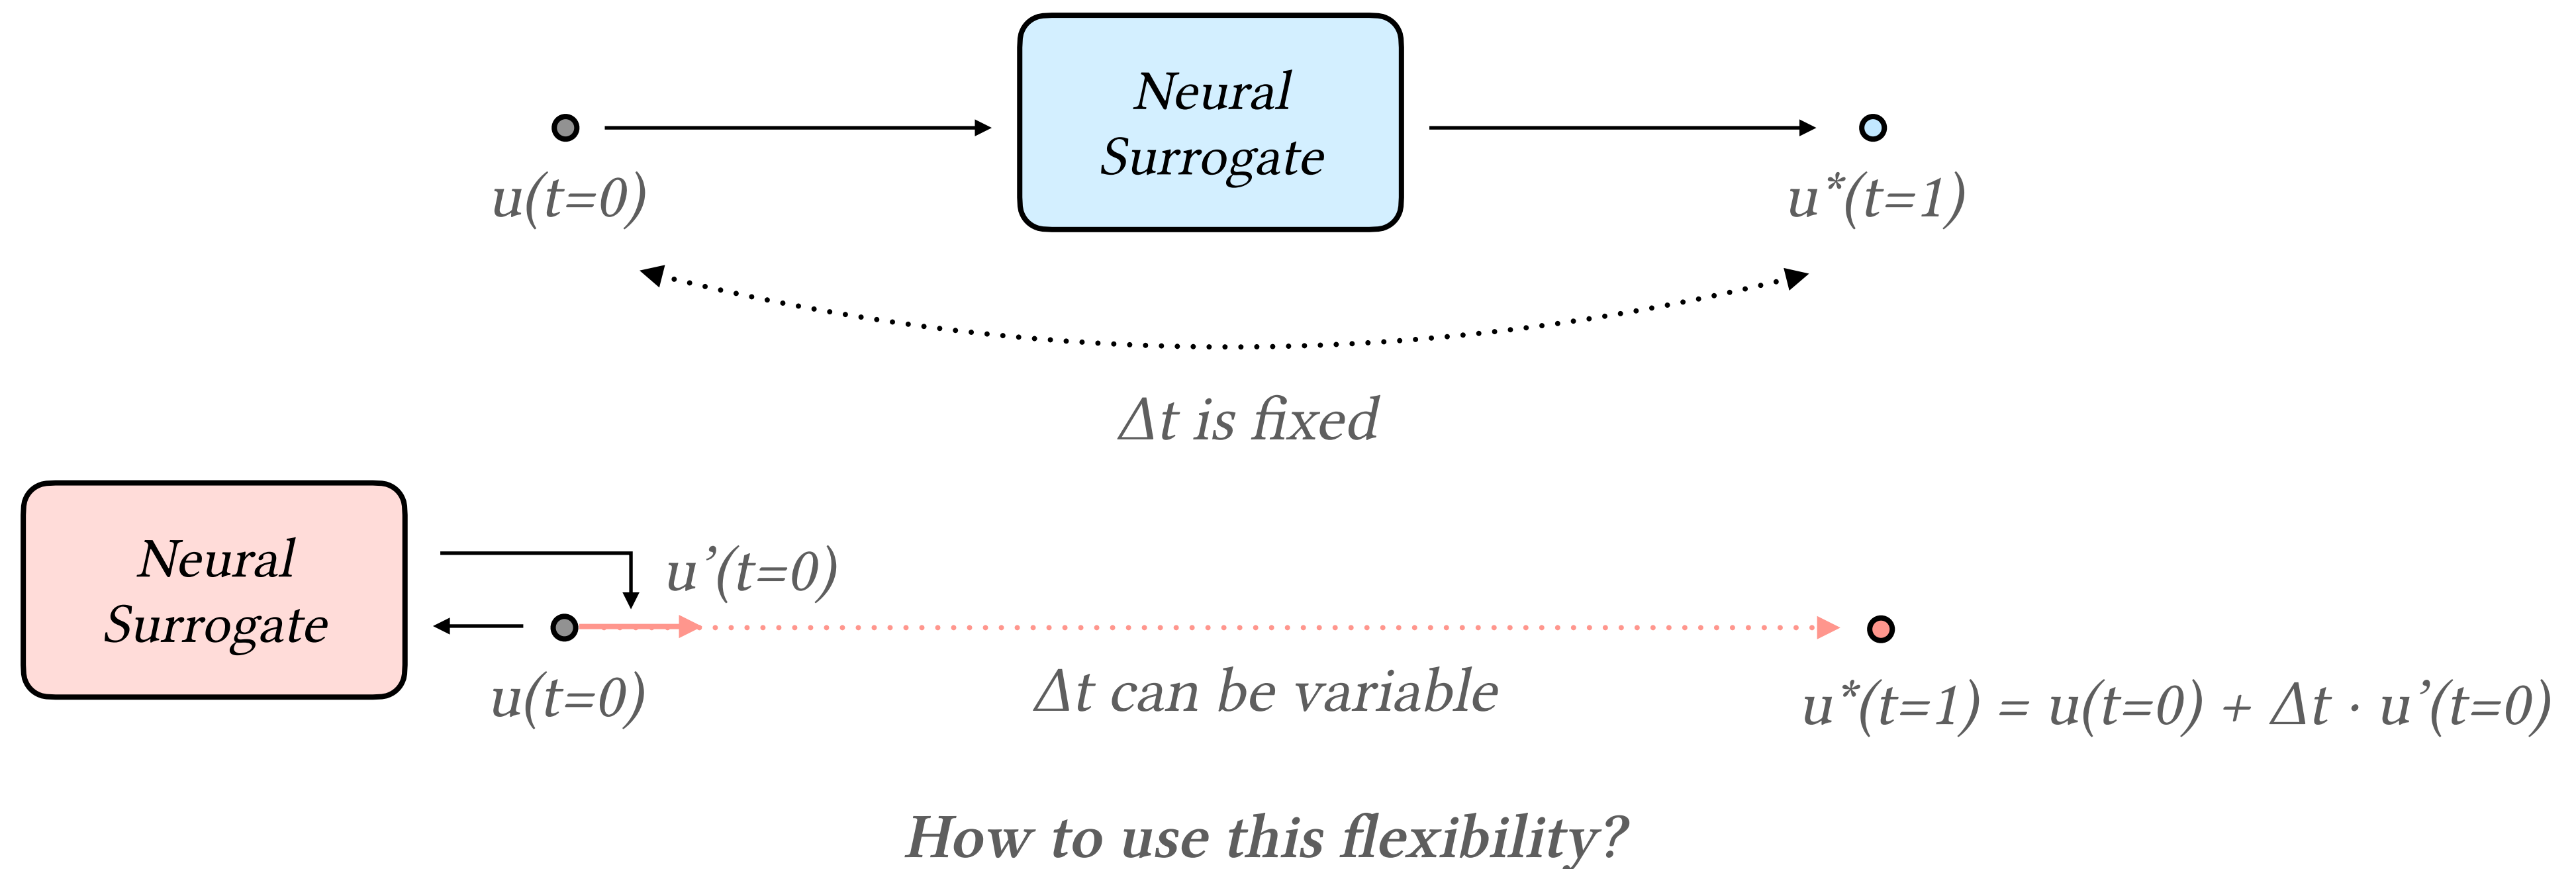 Neural
Surrogate
u(t=0)
u*(t=1)
Δt is fixed
Neural
Surrogate
u’(t=0)
u(t=0)
Δt can be variable
u*(t=1) = u(t=0) + Δt · u’(t=0)
How to use this flexibility?